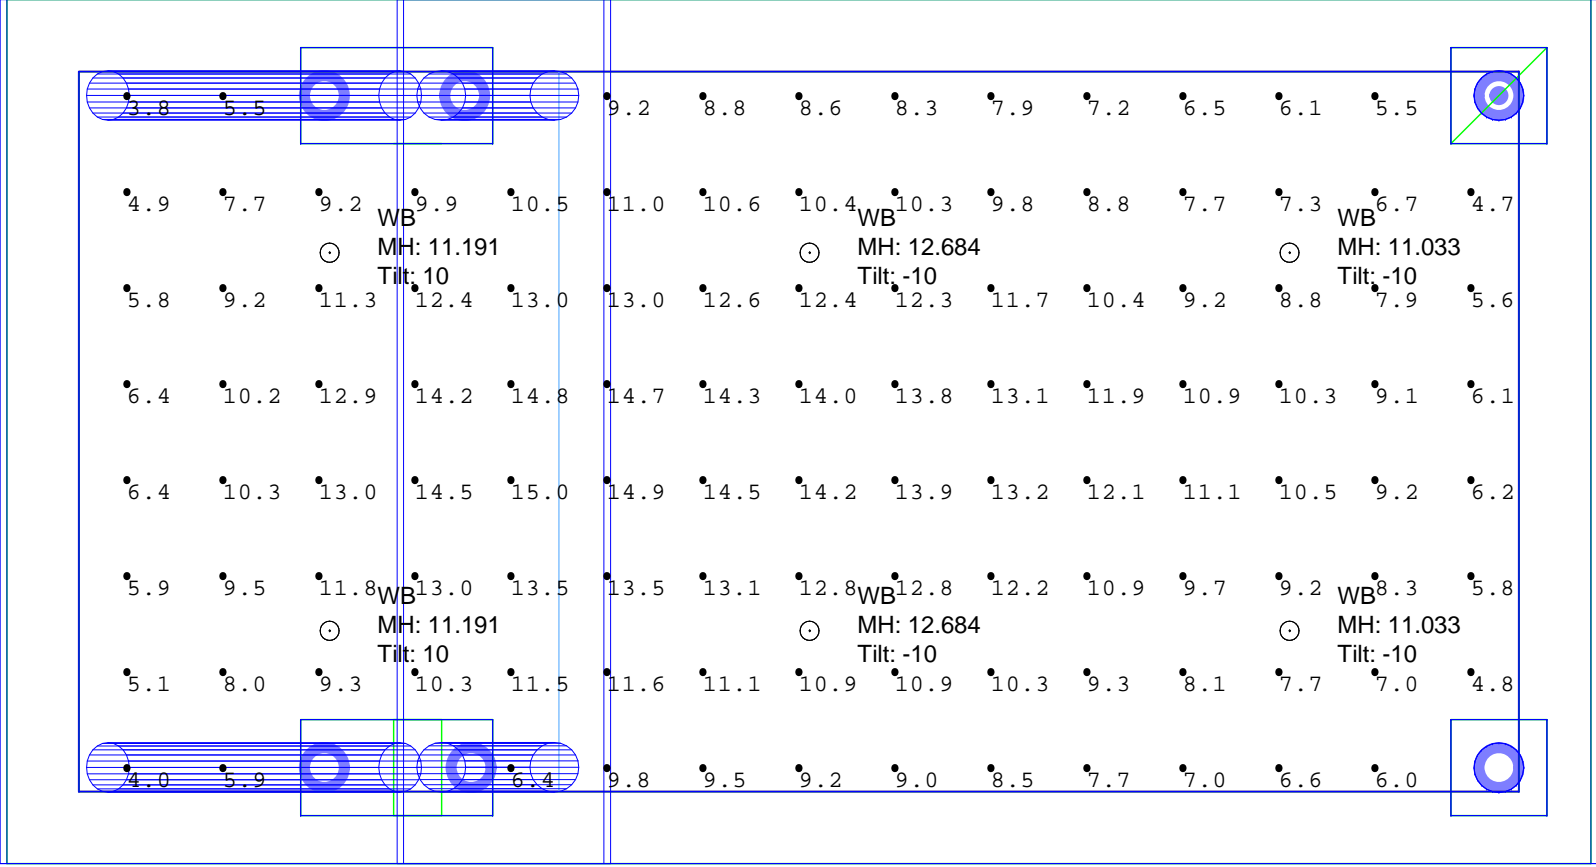 3.8 5.5 9.2 8.8 8.6 8.3 7.9 7.2 6.5 6.1 5.5
4.9 7.7 9.2 9.9 10.5 11.0 10.6 10.4 10.3 9.8 8.8 7.7 7.3 6.7 4.7
WB WB WB
MH: 11.191 MH: 12.684 MH: 11.033
Tilt: 10 Tilt: -10 Tilt: -10
5.8 9.2 11.3 12.4 13.0 13.0 12.6 12.4 12.3 11.7 10.4 9.2 8.8 7.9 5.6
6.4 10.2 12.9 14.2 14.8 14.7 14.3 14.0 13.8 13.1 11.9 10.9 10.3 9.1 6.1
6.4 10.3 13.0 14.5 15.0 14.9 14.5 14.2 13.9 13.2 12.1 11.1 10.5 9.2 6.2
5.9 9.5 11.8 13.0 13.5 13.5 13.1 12.8 12.8 12.2 10.9 9.7 9.2 8.3 5.8
WB WB WB
MH: 11.191 MH: 12.684 MH: 11.033
Tilt: 10 Tilt: -10 Tilt: -10
5.1 8.0 9.3 10.3 11.5 11.6 11.1 10.9 10.9 10.3 9.3 8.1 7.7 7.0 4.8
4.0 5.9 6.4 9.8 9.5 9.2 9.0 8.5 7.7 7.0 6.6 6.0